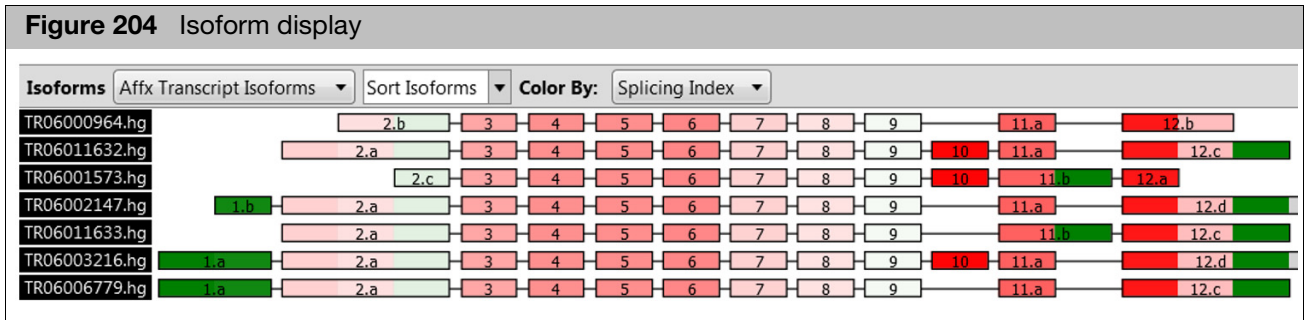 Figure 204 Isoform display
Isoforms Affx Transcript Isoforms Sort Isoforms Color By: Splicing Index
TR06000964.hg 2.b 3 4 5 6 7 8 9 11.a 12.b
TR06011632.hg 2.a 3 4 5 6 7 8 9 10 11.a 12.c
TR06001573.hg 2.c 3 4 5 6 7 8 9 10 11.b 12.a
TR06002147.hg 1.b 2.a 3 4 5 6 7 8 9 11.a 12.d
TR06011633.hg 2.a 3 4 5 6 7 8 9 11.b 12.c
TR06003216.hg 1.a 2.a 3 4 5 6 7 8 9 10 11.a 12.d
TR06006779.hg 1.a 2.a 3 4 5 6 7 8 9 11.a 12.c